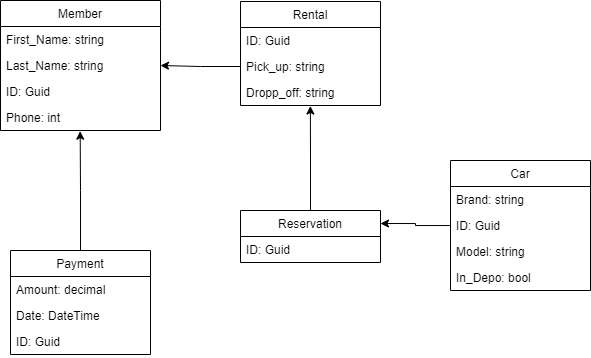 Member
First_Name: string
Last_Name: string
ID: Guid
Phone: int
Rental
ID: Guid
Pick_up: string
Dropp_off: string
Car
Brand: string
ID: Guid
Model: string
In_Depo: bool
Reservation
ID: Guid
Payment
Amount: decimal
Date: DateTime
ID: Guid